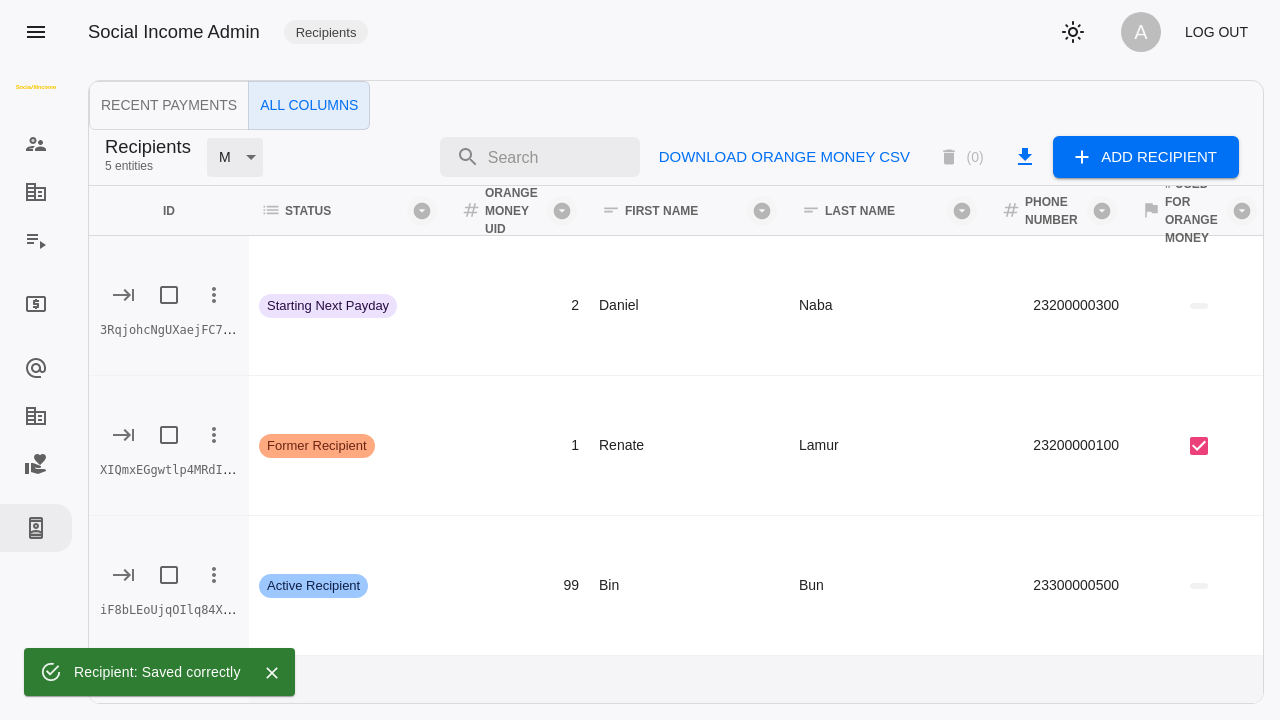 Social Income Admin
Recipients
A
LOG OUT
Social Income
RECENT PAYMENTS
ALL COLUMNS
Recipients
5 entities
M
Search
DOWNLOAD ORANGE MONEY CSV
(0)
ADD RECIPIENT
ID
STATUS
ORANGE
MONEY
UID
FIRST NAME
LAST NAME
PHONE
NUMBER
FOR
ORANGE
MONEY
3RqjohcNgUXaejFC7...
Starting Next Payday
2
Daniel
Naba
23200000300
XIQmxEGgwtlp4MRdI...
Former Recipient
1
Renate
Lamur
23200000100
iF8bLEoUjqOIlq84X...
Active Recipient
99
Bin
Bun
23300000500
Recipient: Saved correctly